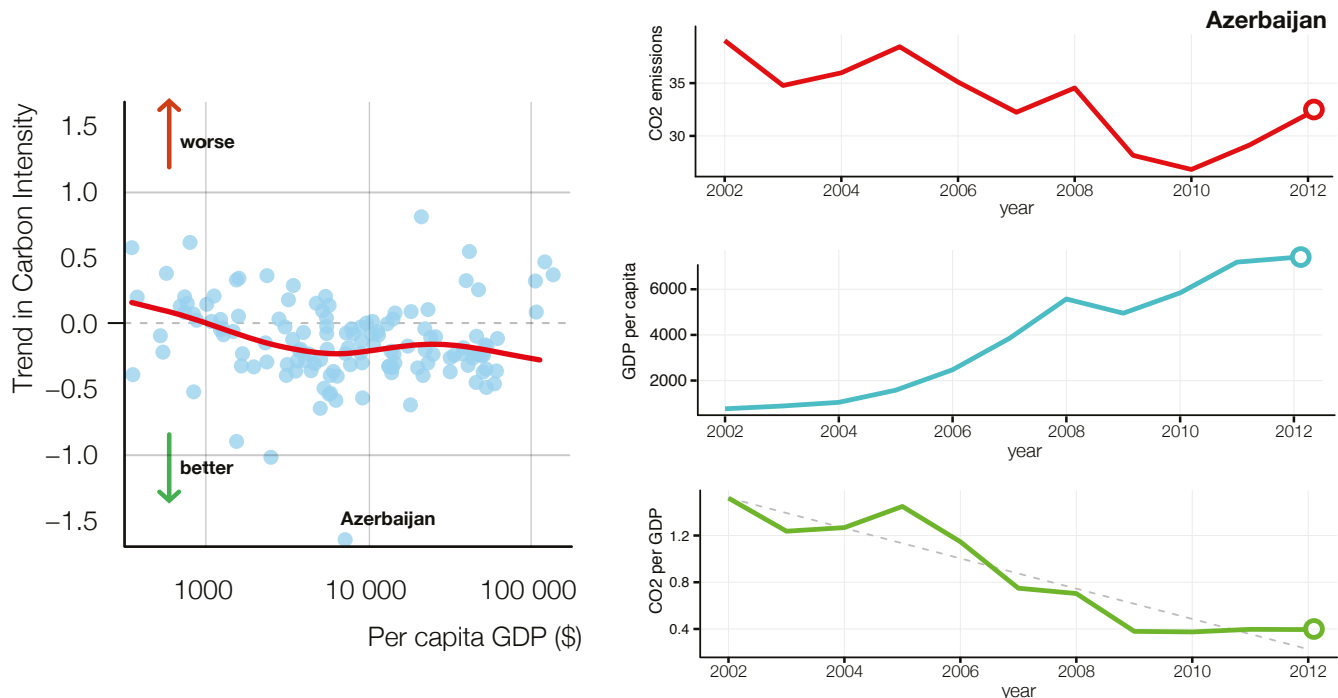 Trend in Carbon Intensity
1.5
1.0
0.5
0.0
−0.5
−1.0
−1.5
worse
better
Azerbaijan
1000
10 000
100 000
Per capita GDP ($)
Azerbaijan
CO2 emissions
35
30
2002 2004 2006 2008 2010 2012
year
GDP per capita
6000
4000
2000
2002 2004 2006 2008 2010 2012
year
CO2 per GDP
1.2
0.8
0.4
2002 2004 2006 2008 2010 2012
year